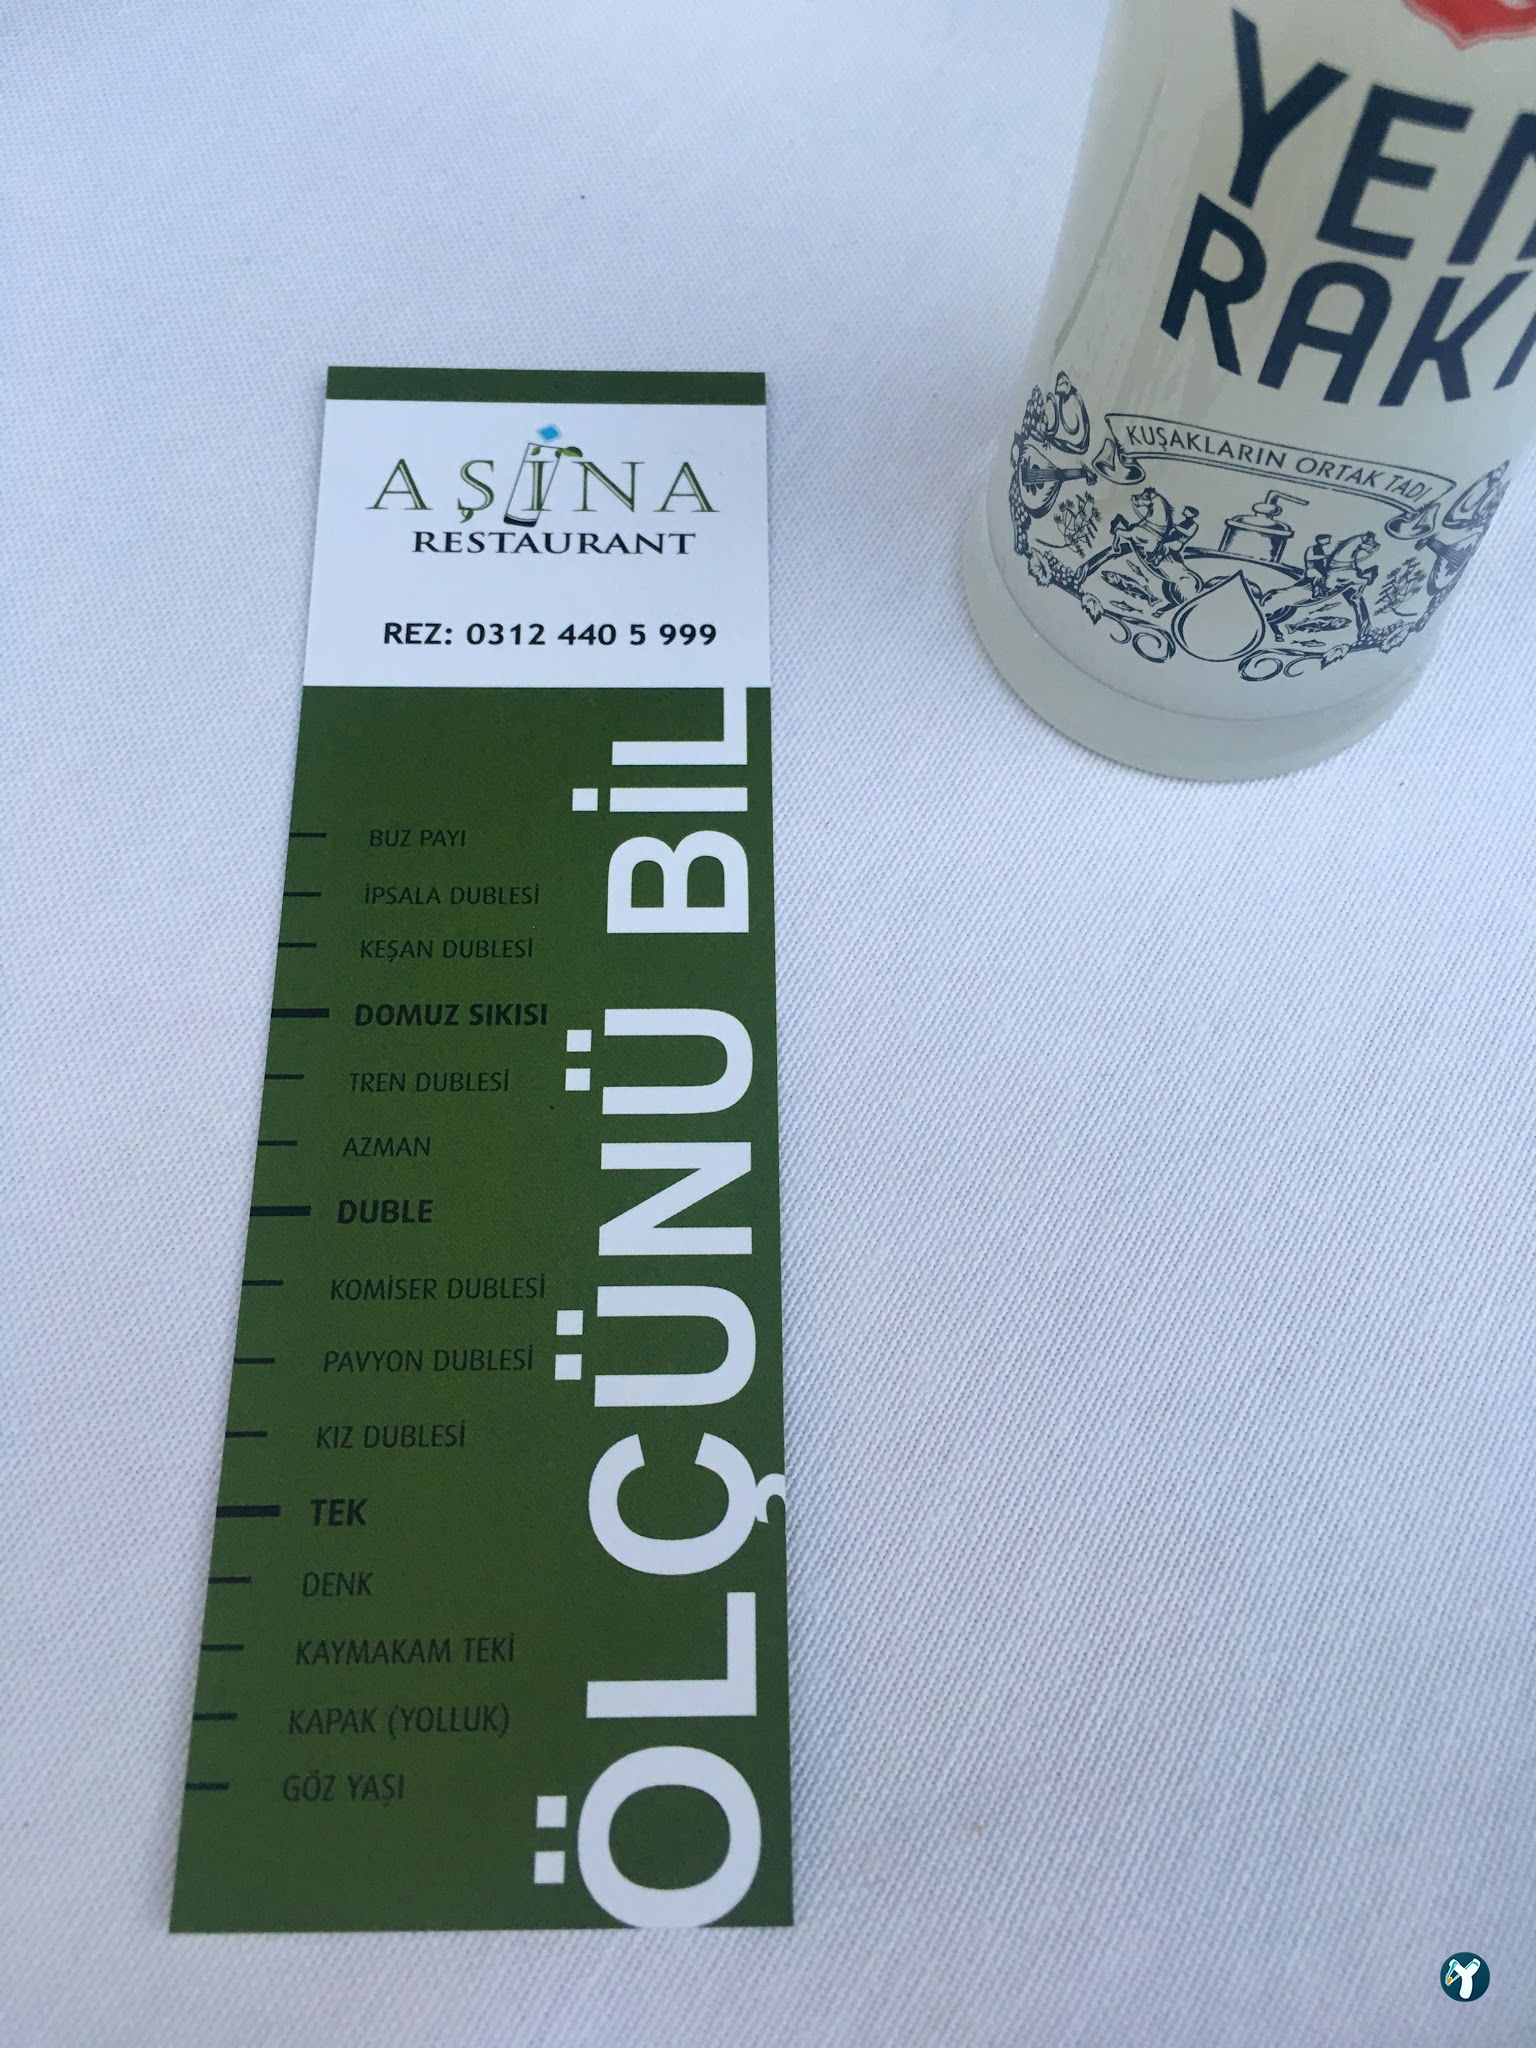 AŞİNA
RESTAURANT
REZ: 0312 440 5 999
ÖLÇÜNÜ BİL
BUZ PAYI
İPSALA DUBLESİ
KEŞAN DUBLESİ
DOMUZ SIKISI
TREN DUBLESİ
AZMAN
DUBLE
KOMİSER DUBLESİ
PAVYON DUBLESİ
KIZ DUBLESİ
TEK
DENK
KAYMAKAM TEKİ
KAPAK (YOLLUK)
GÖZ YAŞI
YEN
RAK
KUŞAKLARIN ORTAK TADI